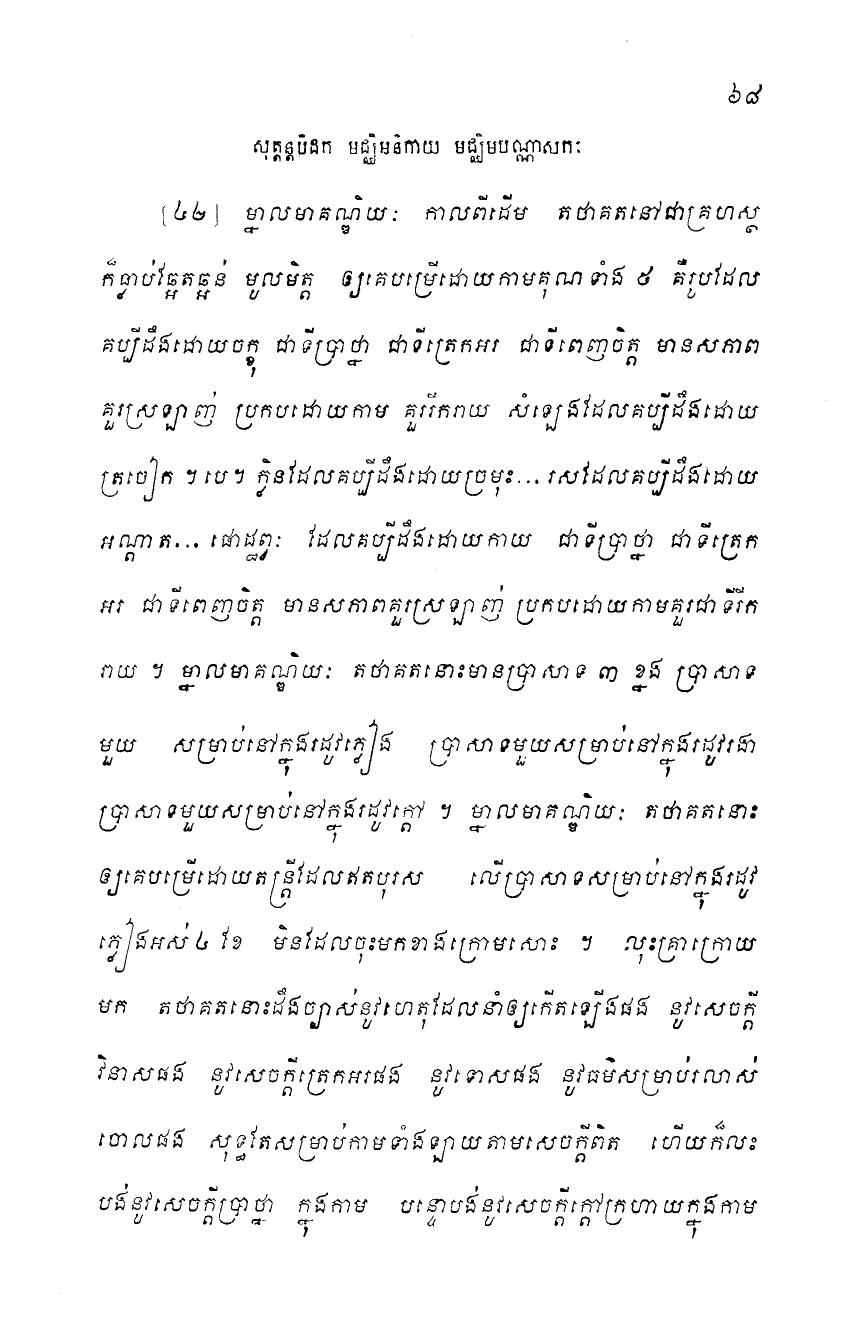 ៦៨
សុត្តន្តបិដក មជ្ឈិមនិកាយ មជ្ឈិមបណ្ណាសកៈ
[៤២] ម្នាលមាគណ្ឌិយៈ កាលពីដើម តថាគតនៅជាគ្រហស្ថ
ក៏ធ្លាប់ឆ្អែតឆ្អន់ មូលមិត្ត ឲ្យគេបម្រើដោយកាមគុណទាំង ៥ គឺរូបដែល
គប្បីដឹងដោយចក្ខុ ជាទីប្រាថ្នា ជាទីត្រេកអរ ជាទីពេញចិត្ត មានសភាព
គួរស្រឡាញ់ ប្រកបដោយកាម គួររីករាយ សំឡេងដែលគប្បីដឹងដោយ
ត្រចៀក ។ បេ ។ ក្លិនដែលគប្បីដឹងដោយច្រមុះ... រសដែលគប្បីដឹងដោយ
អណ្តាត... ផោដ្ឋព្វៈ ដែលគប្បីដឹងដោយកាយ ជាទីប្រាថ្នា ជាទីត្រេក
អរ ជាទីពេញចិត្ត មានសភាពគួរស្រឡាញ់ ប្រកបដោយកាមគួរជាទីរីក
រាយ ។ ម្នាលមាគណ្ឌិយៈ តថាគតនោះមានប្រាសាទ ៣ ខ្នង ប្រាសាទ
មួយ សម្រាប់នៅក្នុងរដូវភ្លៀង ប្រាសាទមួយសម្រាប់នៅក្នុងរដូវរងា
ប្រាសាទមួយសម្រាប់នៅក្នុងរដូវក្តៅ ។ ម្នាលមាគណ្ឌិយៈ តថាគតនោះ
ឲ្យគេបម្រើដោយតន្ត្រីដែលឥតបុរស លើប្រាសាទសម្រាប់នៅក្នុងរដូវ
ភ្លៀងអស់ ៤ ខែ មិនដែលចុះមកខាងក្រោមសោះ ។ លុះគ្រាក្រោយ
មក តថាគតនោះដឹងច្បាស់នូវហេតុដែលនាំឲ្យកើតឡើងផង នូវសេចក្តី
វិនាសផង នូវសេចក្តីត្រេកអរផង នូវទោសផង នូវធម៌សម្រាប់រលាស់
ចោលផង សុទ្ធតែសម្រាប់កាមទាំងឡាយតាមសេចក្តីពិត ហើយក៏លះ
បង់នូវសេចក្តីប្រាថ្នា ក្នុងកាម បន្ទោបង់នូវសេចក្តីក្តៅក្រហាយក្នុងកាម